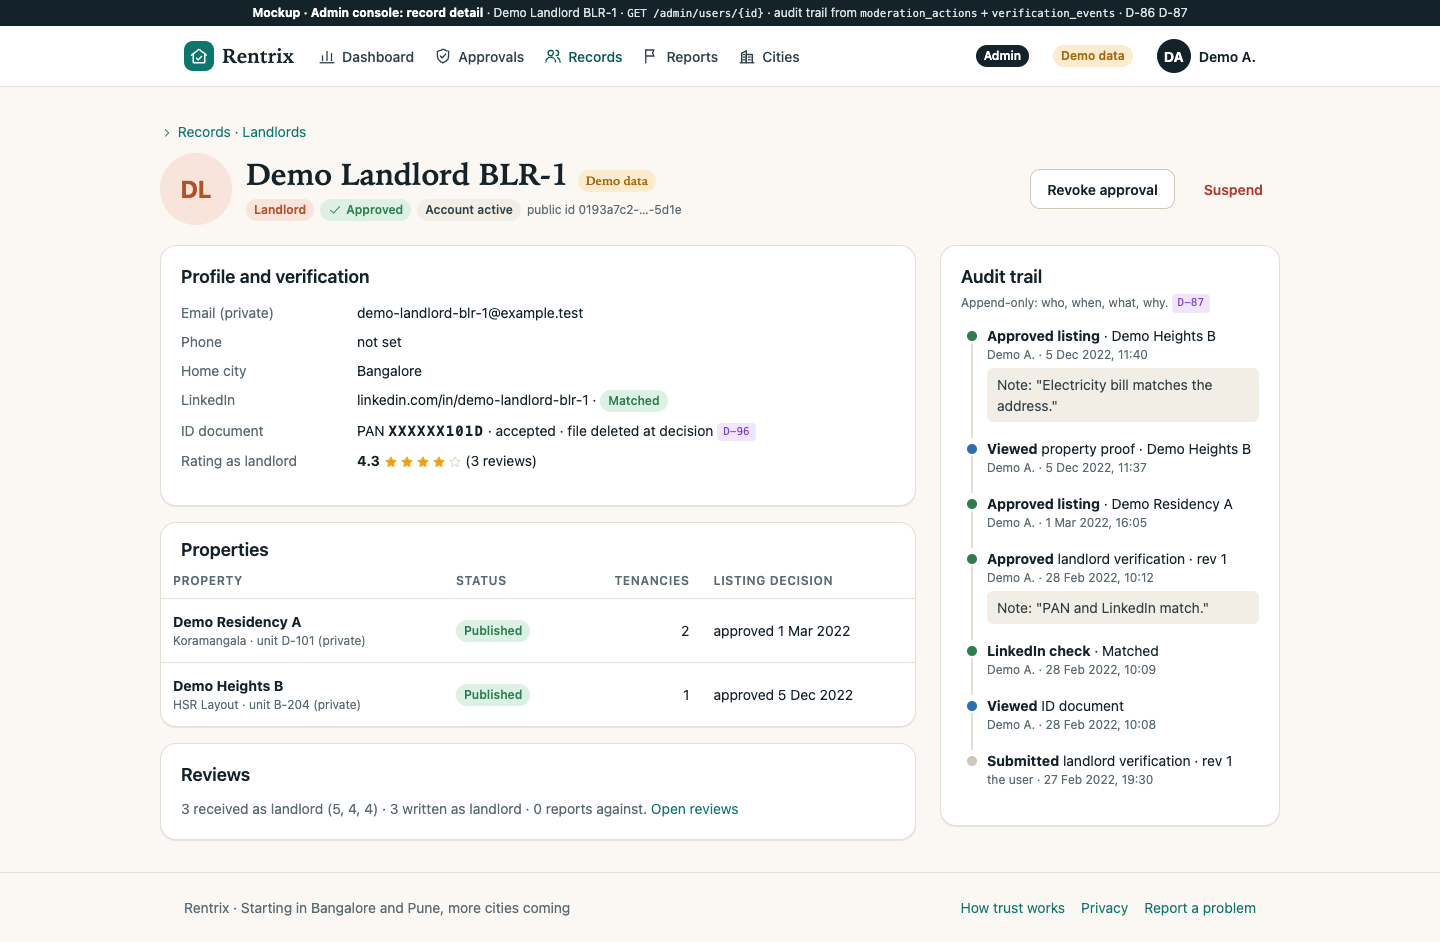 Mockup · Admin console: record detail · Demo Landlord BLR-1 · GET /admin/users/{id} · audit trail from moderation_actions + verification_events · D-86 D-87
Rentrix
Dashboard
Approvals
Records
Reports
Cities
Admin
Demo data
DA
Demo A.
Records · Landlords
DL
Demo Landlord BLR-1 Demo data
Landlord Approved Account active public id 0193a7c2-…-5d1e
Revoke approval
Suspend
Profile and verification
Email (private) demo-landlord-blr-1@example.test
Phone not set
Home city Bangalore
LinkedIn linkedin.com/in/demo-landlord-blr-1 · Matched
ID document PAN XXXXXX101D · accepted · file deleted at decision D-96
Rating as landlord 4.3 ★★★★☆ (3 reviews)
Properties
PROPERTY STATUS TENANCIES LISTING DECISION
Demo Residency A
Koramangala · unit D-101 (private)
Published 2 approved 1 Mar 2022
Demo Heights B
HSR Layout · unit B-204 (private)
Published 1 approved 5 Dec 2022
Reviews
3 received as landlord (5, 4, 4) · 3 written as landlord · 0 reports against. Open reviews
Audit trail
Append-only: who, when, what, why. D-87
Approved listing · Demo Heights B
Demo A. · 5 Dec 2022, 11:40
Note: "Electricity bill matches the
address."
Viewed property proof · Demo Heights B
Demo A. · 5 Dec 2022, 11:37
Approved listing · Demo Residency A
Demo A. · 1 Mar 2022, 16:05
Approved landlord verification · rev 1
Demo A. · 28 Feb 2022, 10:12
Note: "PAN and LinkedIn match."
LinkedIn check · Matched
Demo A. · 28 Feb 2022, 10:09
Viewed ID document
Demo A. · 28 Feb 2022, 10:08
Submitted landlord verification · rev 1
the user · 27 Feb 2022, 19:30
Rentrix · Starting in Bangalore and Pune, more cities coming
How trust works
Privacy
Report a problem